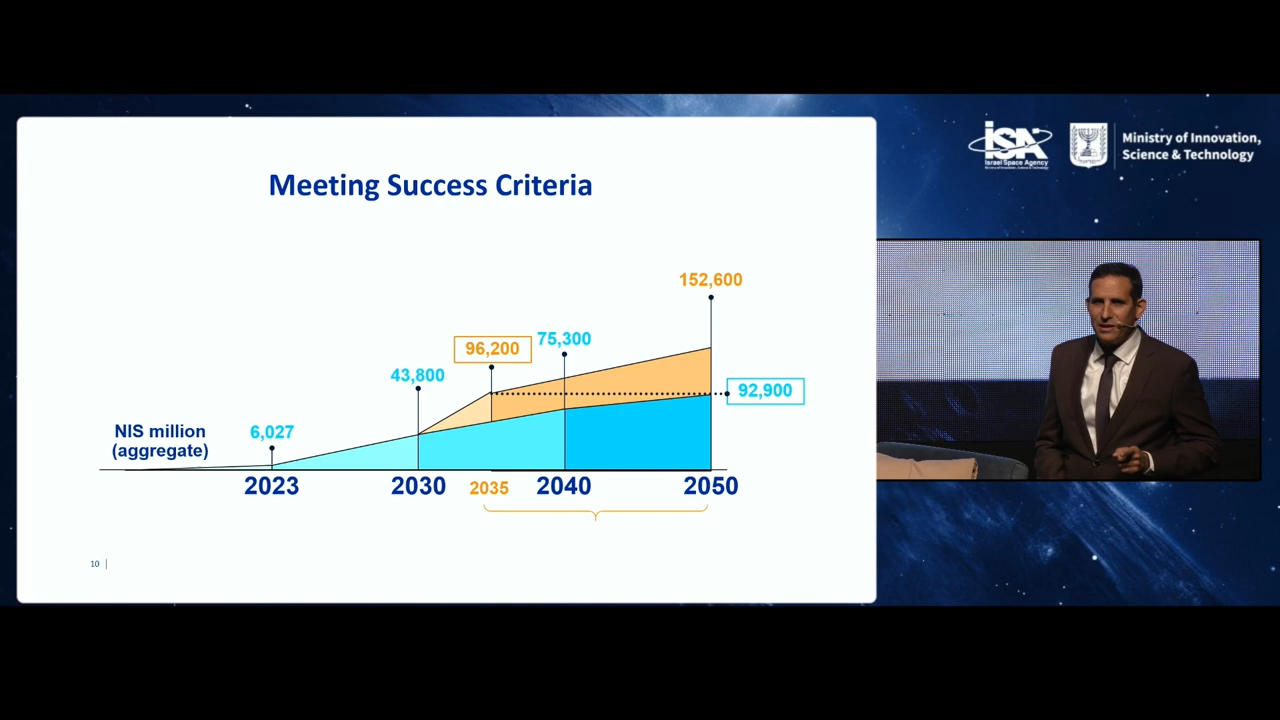 Meeting Success Criteria
152,600
96,200
75,300
43,800
92,900
NIS million
(aggregate)
6,027
2023
2030
2035
2040
2050
10
ISA
Israel Space Agency
Ministry of Innovation,
Science & Technology